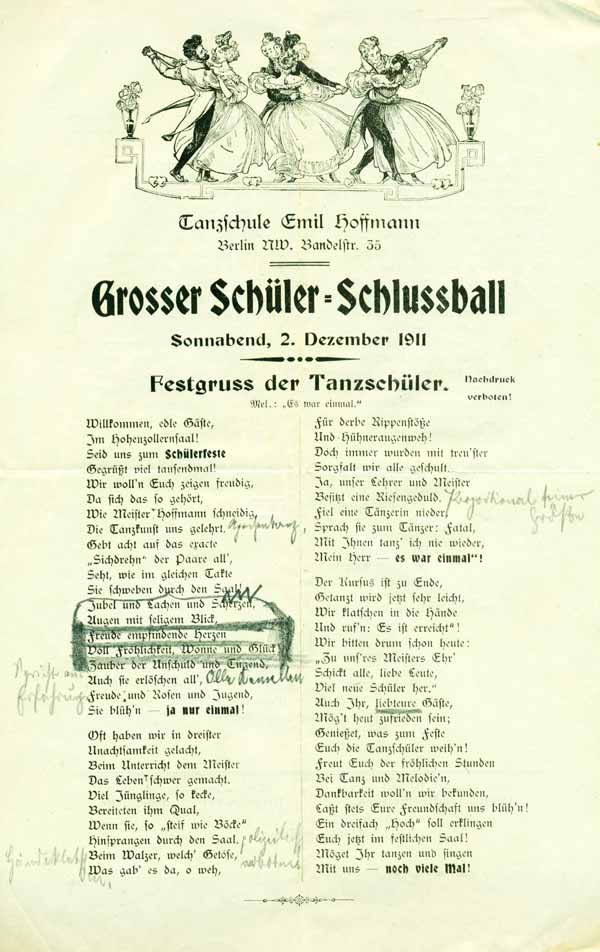 Tanzschule Emil Hoffmann
Berlin NW. Bandelstr. 35
Grosser Schüler-Schlussball
Sonnabend, 2. Dezember 1911
Festgruss der Tanzschüler.
Nachdruck
verboten!
Mel.: „Es war einmal.“
Willkommen, edle Gäste,
Im Hohenzollernsaal!
Seid uns zum Schülerfeste
Gegrüßt viel tausendmal!
Wir woll'n Euch zeigen freudig,
Da sich das so gehört,
Wie Meister Hoffmann schneidig,
Die Tanzkunst uns gelehrt.
Gebt acht auf das exacte
„Sichdrehn“ der Paare all',
Seht, wie im gleichen Takte
Sie schweben durch den Saal!
Jubel und Lachen und Scherzen,
Augen mit seligem Blick,
Freude empfindende Herzen
Voll Fröhlichkeit, Wonne und Glück!
Zauber der Unschuld und Tugend,
Auch sie erlöschen all', Olle Kamellen
Freude, und Rosen und Jugend,
Sie blüh'n — ja nur einmal!
Oft haben wir in dreister
Unachtsamkeit gelacht,
Beim Unterricht dem Meister
Das Leben schwer gemacht.
Viel Jünglinge, so kecke,
Bereiteten ihm Qual,
Wenn sie, so „steif wie Böcke“
Hinsprangen durch den Saal. polizeilich
Beim Walzer, welch' Getöse, verboten
Was gab' es da, o weh,
Für derbe Rippenstöße
Und Hühneraugenweh!
Doch immer wurden mit treu'ster
Sorgfalt wir alle geschult.
Ja, unser Lehrer und Meister
Besitzt eine Riesengeduld. Proportional seiner
Fiel eine Tänzerin nieder, Größe
Sprach sie zum Tänzer: Fatal,
Mit Ihnen tanz' ich nie wieder,
Mein Herr — es war einmal“!
Der Kursus ist zu Ende,
Getanzt wird jetzt sehr leicht,
Wir klatschen in die Hände
Und ruf'n: Es ist erreicht“!
Wir bitten drum schon heute:
„Zu uns'res Meisters Ehr'
Schickt alle, liebe Leute,
Viel neue Schüler her.“
Auch Ihr, liebteure Gäste,
Mög't heut zufrieden sein;
Genießet, was zum Feste
Euch die Tanzschüler weih'n!
Freut Euch der fröhlichen Stunden
Bei Tanz und Melodie'n,
Dankbarkeit woll'n wir bekunden,
Laßt stets Eure Freundschaft uns blüh'n!
Ein dreifach „Hoch“ soll erklingen
Euch jetzt im festlichen Saal!
Möget Ihr tanzen und singen
Mit uns — noch viele Mal!